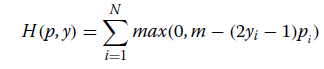 H(p, y) = \sum_{i=1}^{N} max(0, m − (2y_i − 1)p_i)